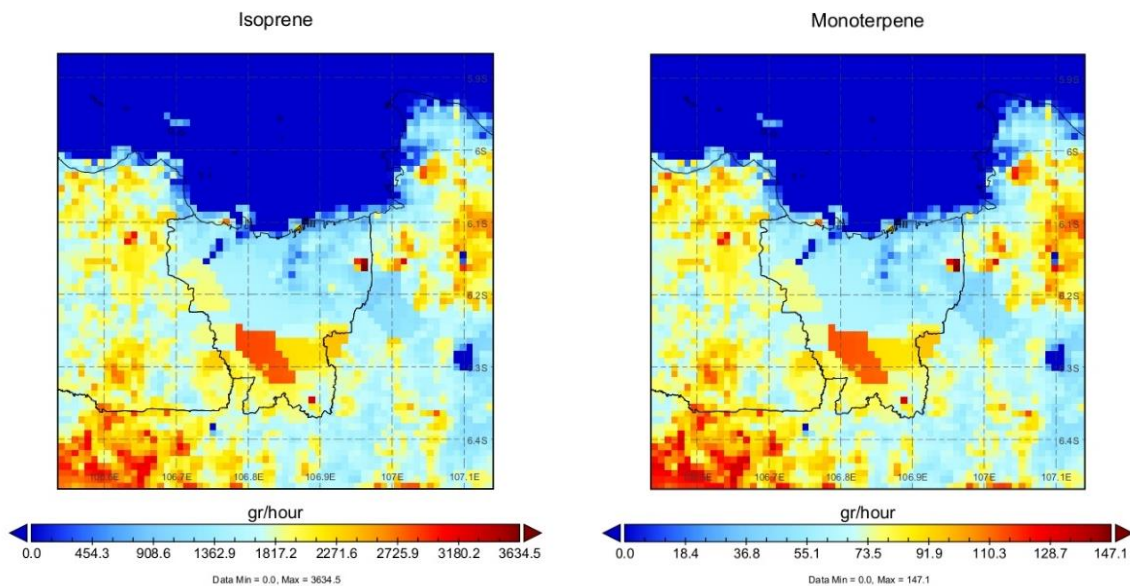 Isoprene
5.9S
6S
6.1S
6.2S
6.3S
6.4S
106.7E 106.8E 106.9E 107E 107.1E
gr/hour
0.0 454.3 908.6 1362.9 1817.2 2271.6 2725.9 3180.2 3634.5
Data Min = 0.0, Max = 3634.5
Monoterpene
5.9S
6S
6.1S
6.2S
6.3S
6.4S
106.7E 106.8E 106.9E 107E 107.1E
gr/hour
0.0 18.4 36.8 55.1 73.5 91.9 110.3 128.7 147.1
Data Min = 0.0, Max = 147.1